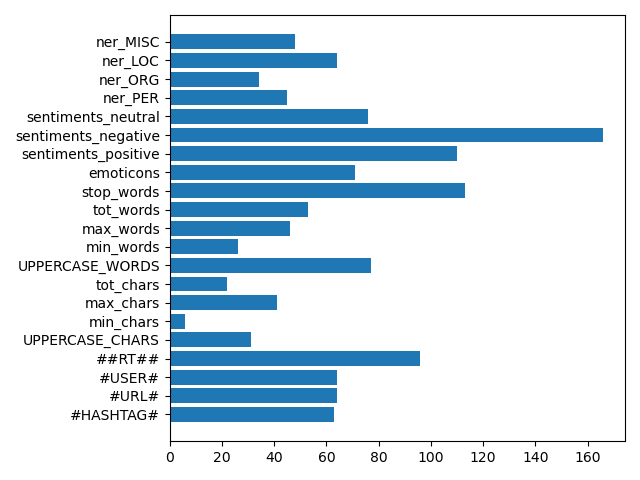 ner_MISC
ner_LOC
ner_ORG
ner_PER
sentiments_neutral
sentiments_negative
sentiments_positive
emoticons
stop_words
tot_words
max_words
min_words
UPPERCASE_WORDS
tot_chars
max_chars
min_chars
UPPERCASE_CHARS
##RT##
#USER#
#URL#
#HASHTAG#
0 20 40 60 80 100 120 140 160